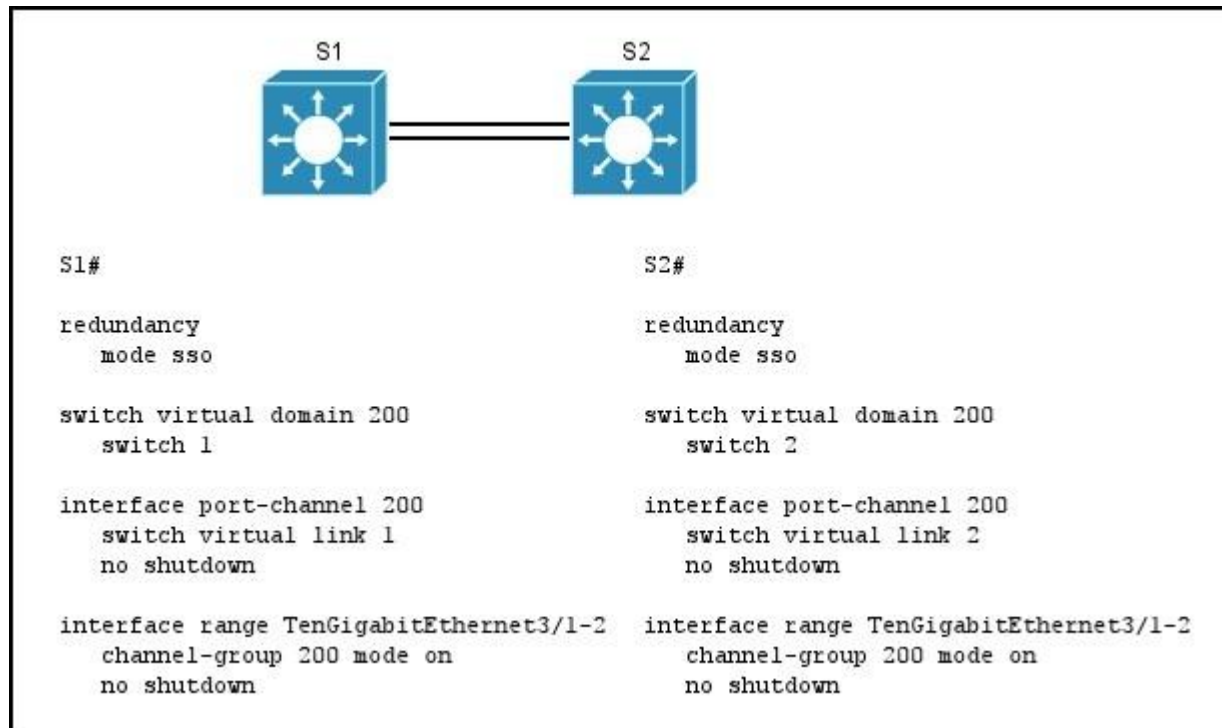 S1
S2
S1#
redundancy
mode sso
switch virtual domain 200
switch 1
interface port-channel 200
switch virtual link 1
no shutdown
interface range TenGigabitEthernet3/1-2
channel-group 200 mode on
no shutdown
S2#
redundancy
mode sso
switch virtual domain 200
switch 2
interface port-channel 200
switch virtual link 2
no shutdown
interface range TenGigabitEthernet3/1-2
channel-group 200 mode on
no shutdown